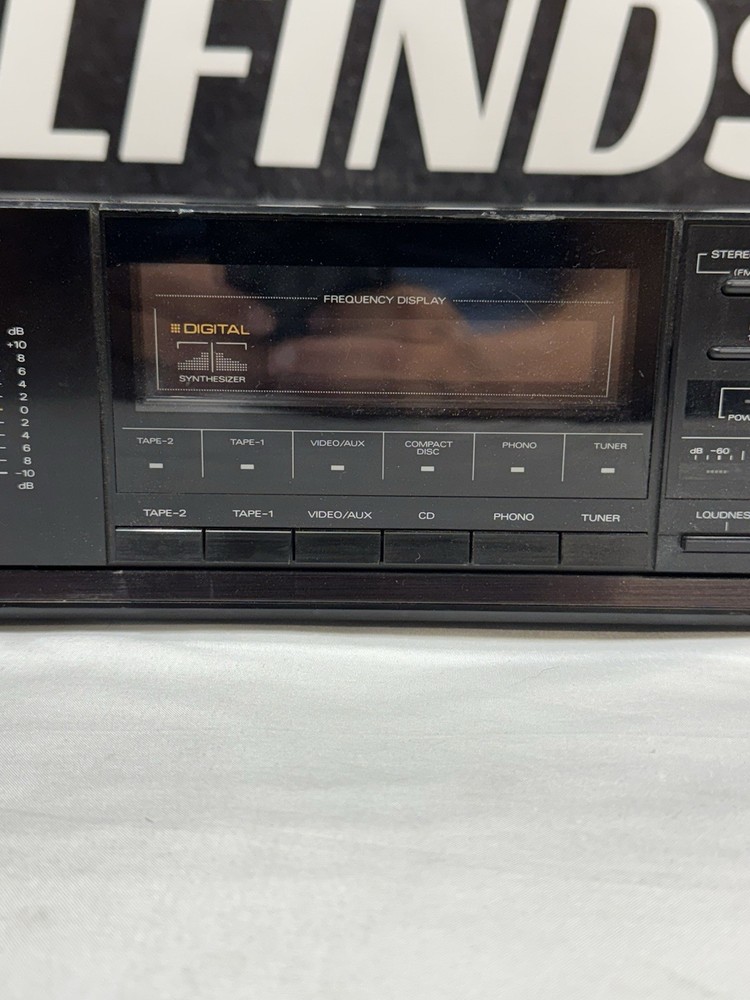 LFINDS
dB
+10
8
6
4
2
0
2
4
6
8
-10
dB
FREQUENCY DISPLAY
DIGITAL
SYNTHESIZER
TAPE-2 TAPE-1 VIDEO/AUX COMPACT DISC PHONO TUNER
TAPE-2 TAPE-1 VIDEO/AUX CD PHONO TUNER
STEREO
(FM
POW
dB -60
LOUDNES